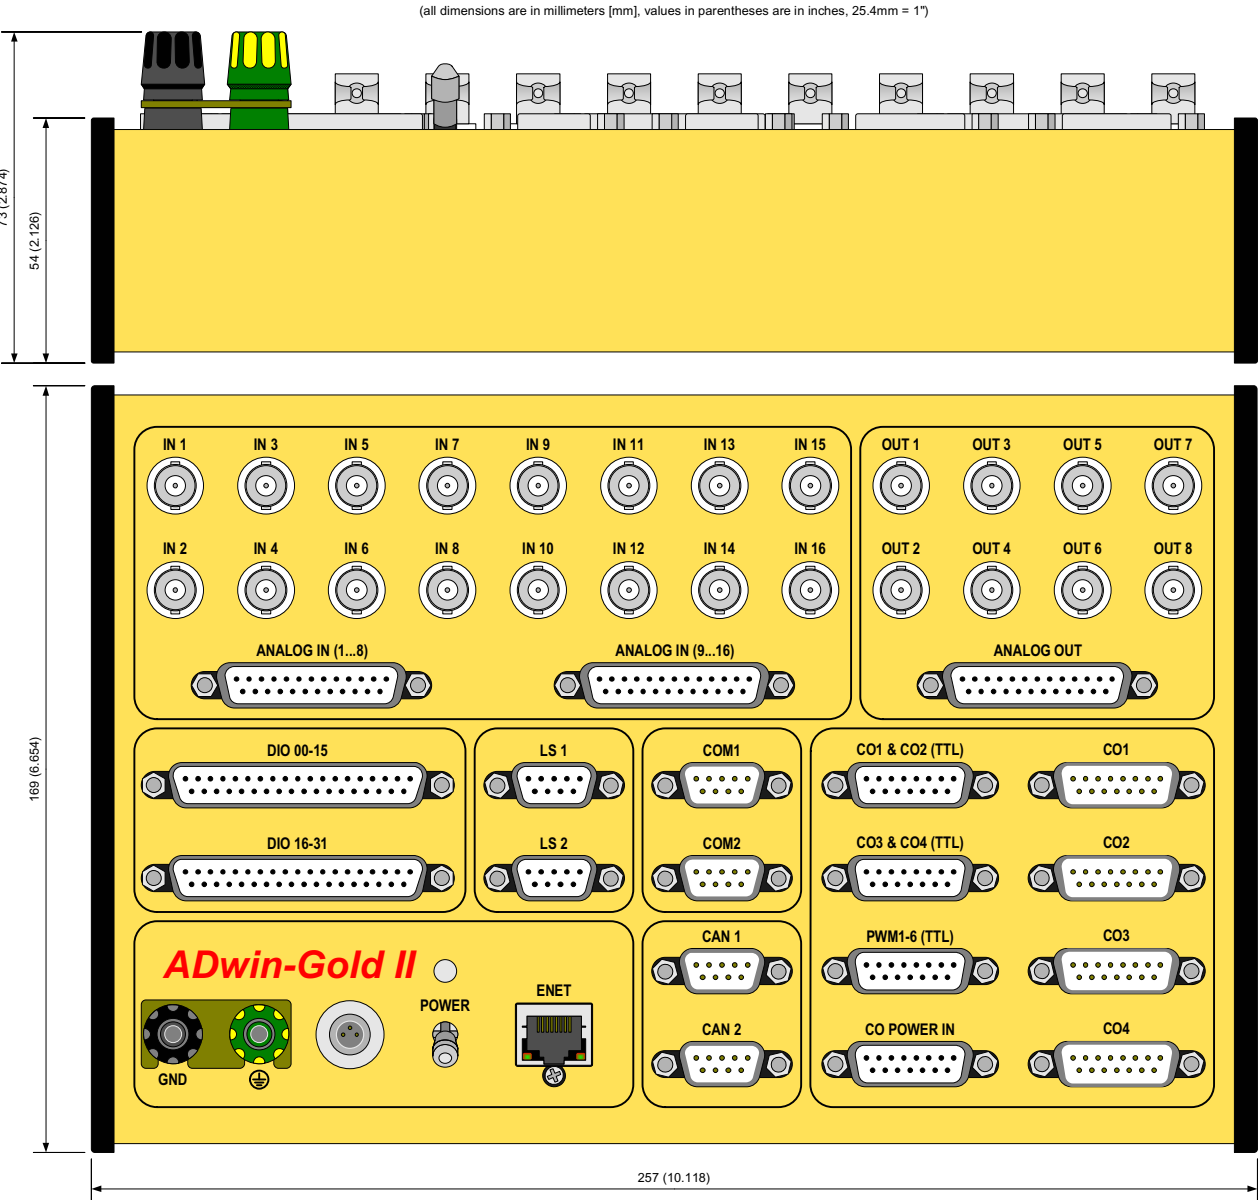 (all dimensions are in millimeters [mm], values in parentheses are in inches, 25.4mm = 1")
73 (2.874)
54 (2.126)
IN 1 IN 3 IN 5 IN 7 IN 9 IN 11 IN 13 IN 15 OUT 1 OUT 3 OUT 5 OUT 7
IN 2 IN 4 IN 6 IN 8 IN 10 IN 12 IN 14 IN 16 OUT 2 OUT 4 OUT 6 OUT 8
ANALOG IN (1...8) ANALOG IN (9...16) ANALOG OUT
DIO 00-15 LS 1 COM1 CO1 & CO2 (TTL) CO1
169 (6.654)
DIO 16-31 LS 2 COM2 CO3 & CO4 (TTL) CO2
CAN 1 PWM1-6 (TTL) CO3
ADwin-Gold II
POWER ENET
CAN 2 CO POWER IN CO4
GND
257 (10.118)